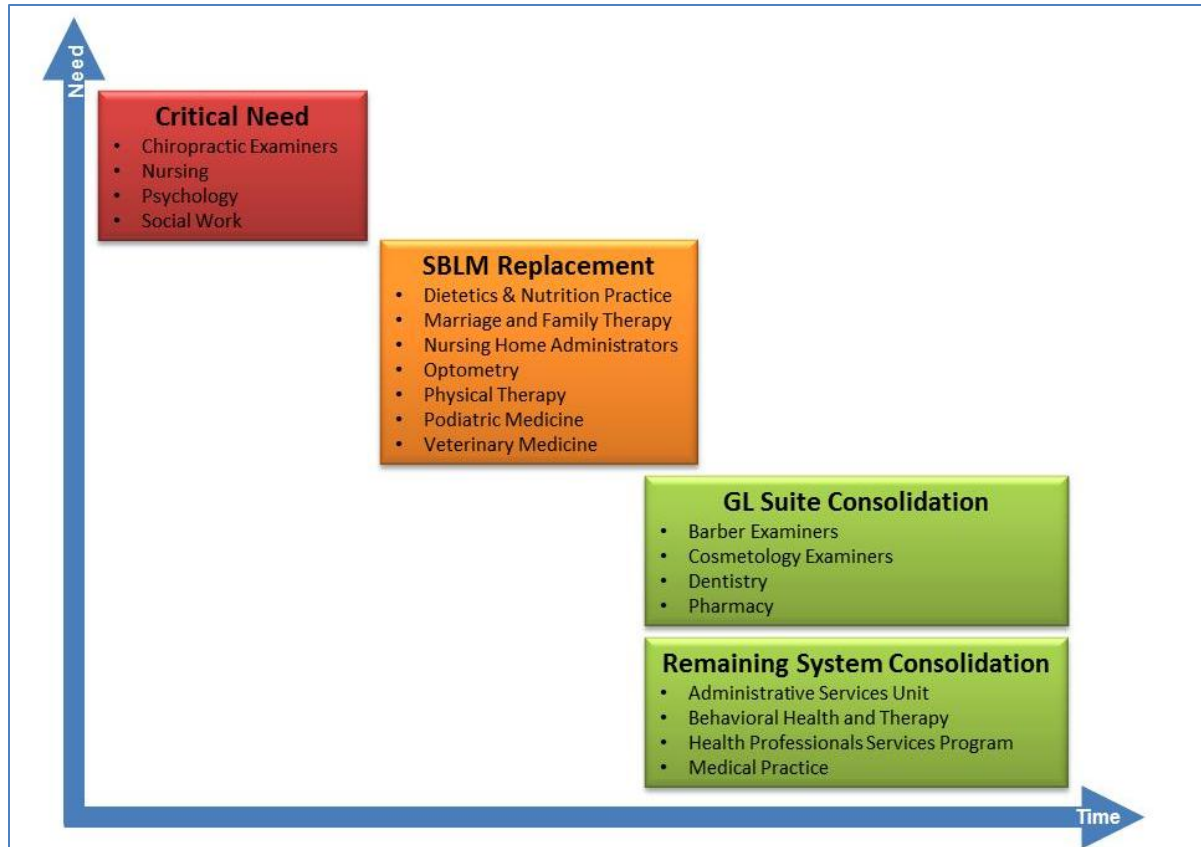 Need
Critical Need
• Chiropractic Examiners
• Nursing
• Psychology
• Social Work
SBLM Replacement
• Dietetics & Nutrition Practice
• Marriage and Family Therapy
• Nursing Home Administrators
• Optometry
• Physical Therapy
• Podiatric Medicine
• Veterinary Medicine
GL Suite Consolidation
• Barber Examiners
• Cosmetology Examiners
• Dentistry
• Pharmacy
Remaining System Consolidation
• Administrative Services Unit
• Behavioral Health and Therapy
• Health Professionals Services Program
• Medical Practice
Time